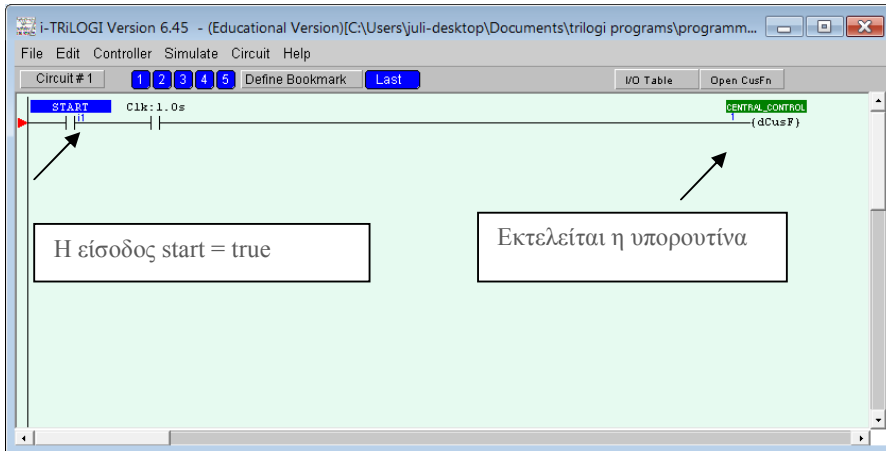 i-TRiLOGI Version 6.45 - (Educational Version)[C:\Users\juli-desktop\Documents\trilogi programs\programm...
File Edit Controller Simulate Circuit Help
Circuit # 1 1 2 3 4 5 Define Bookmark Last I/O Table Open CusFn
START Clk:1.0s CENTRAL_CONTROL
i1 1 (dCusF)
Η είσοδος start = true
Εκτελείται η υπορουτίνα